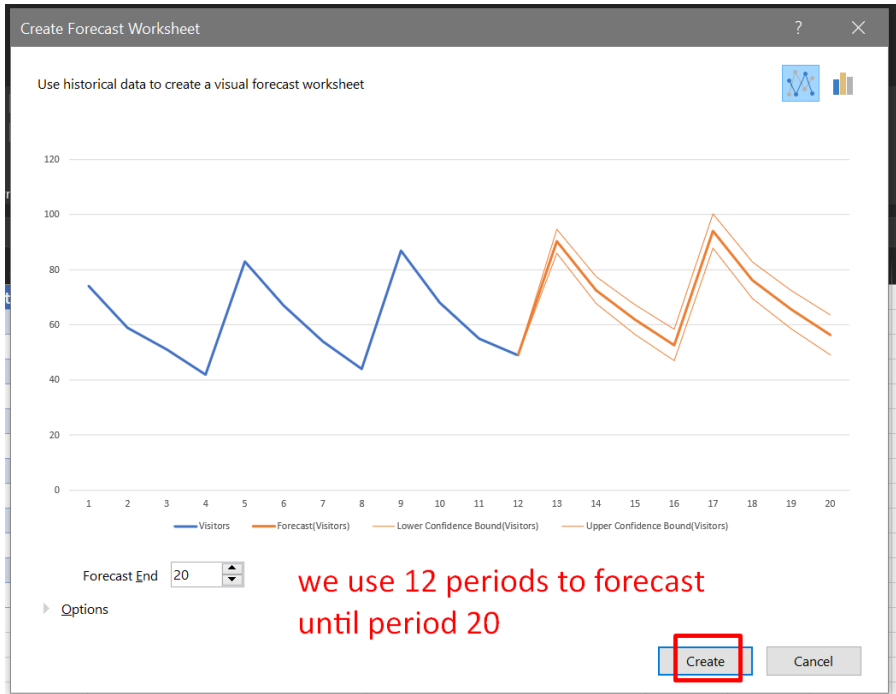 Create Forecast Worksheet
?
Use historical data to create a visual forecast worksheet
120
100
80
60
40
20
0
1 2 3 4 5 6 7 8 9 10 11 12 13 14 15 16 17 18 19 20
Visitors Forecast(Visitors) Lower Confidence Bound(Visitors) Upper Confidence Bound(Visitors)
Forecast End 20
we use 12 periods to forecast
until period 20
Options
Create Cancel